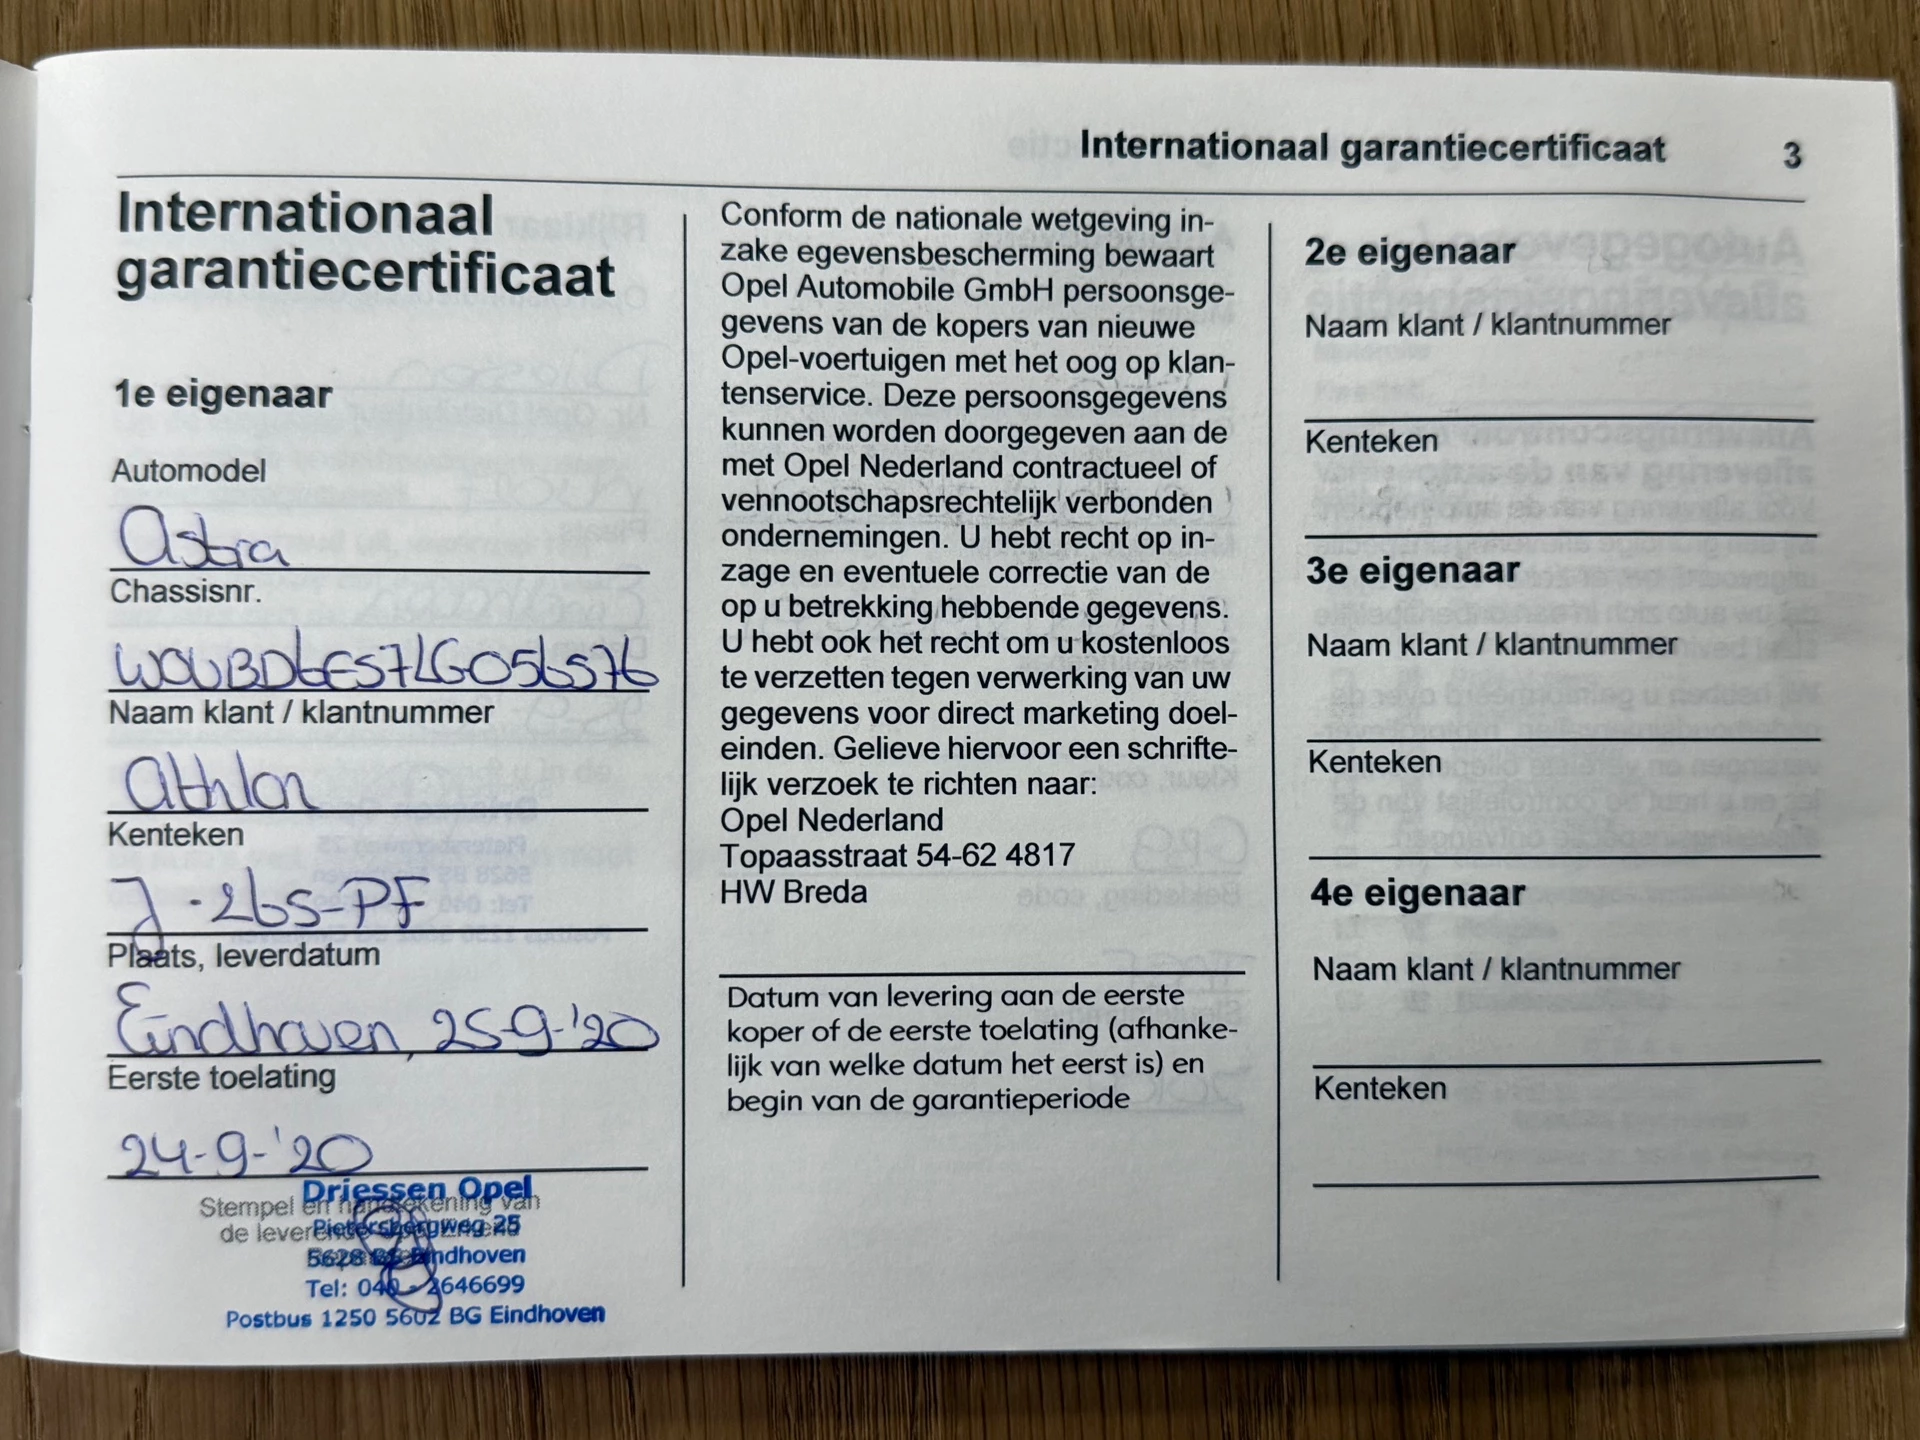 Internationaal garantiecertificaat 3
Internationaal
garantiecertificaat
1e eigenaar
Automodel
Astra
Chassisnr.
W0VBD6ES7LG056576
Naam klant / klantnummer
Athlon
Kenteken
J-265-PF
Plaats, leverdatum
Eindhoven, 25-9-'20
Eerste toelating
24-9-'20
Stempel en handtekening van
de leverende
Driessen Opel
Pietersbergweg 25
5628 BS Eindhoven
Tel: 040 - 2646699
Postbus 1250 5602 BG Eindhoven
Conform de nationale wetgeving in-
zake egevensbescherming bewaart
Opel Automobile GmbH persoonsge-
gevens van de kopers van nieuwe
Opel-voertuigen met het oog op klan-
tenservice. Deze persoonsgegevens
kunnen worden doorgegeven aan de
met Opel Nederland contractueel of
vennootschapsrechtelijk verbonden
ondernemingen. U hebt recht op in-
zage en eventuele correctie van de
op u betrekking hebbende gegevens.
U hebt ook het recht om u kostenloos
te verzetten tegen verwerking van uw
gegevens voor direct marketing doel-
einden. Gelieve hiervoor een schrifte-
lijk verzoek te richten naar:
Opel Nederland
Topaasstraat 54-62 4817
HW Breda
Datum van levering aan de eerste
koper of de eerste toelating (afhanke-
lijk van welke datum het eerst is) en
begin van de garantieperiode
2e eigenaar
Naam klant / klantnummer
Kenteken
3e eigenaar
Naam klant / klantnummer
Kenteken
4e eigenaar
Naam klant / klantnummer
Kenteken